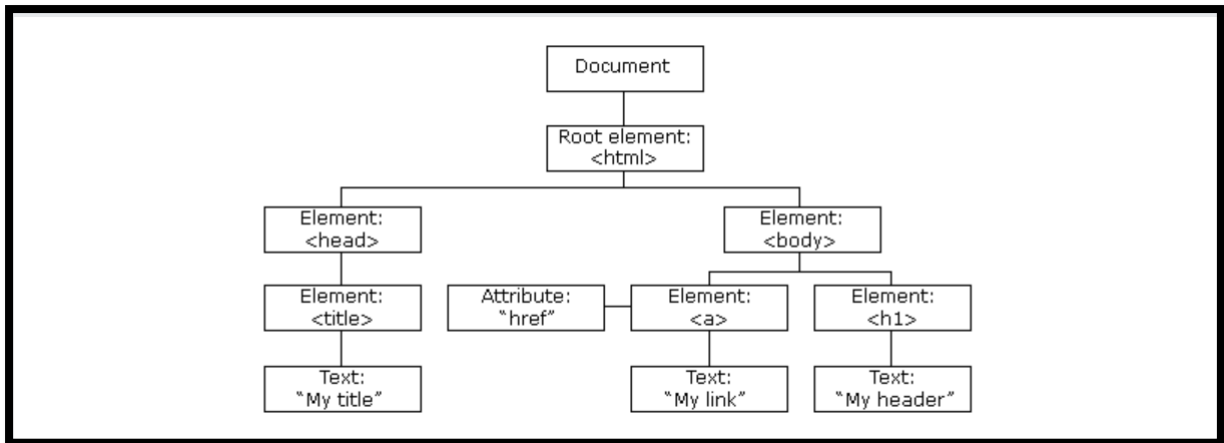 Document
Root element:
<html>
Element:
<head>
Element:
<body>
Element:
<title>
Attribute:
“href”
Element:
<a>
Element:
<h1>
Text:
“My title”
Text:
“My link”
Text:
“My header”